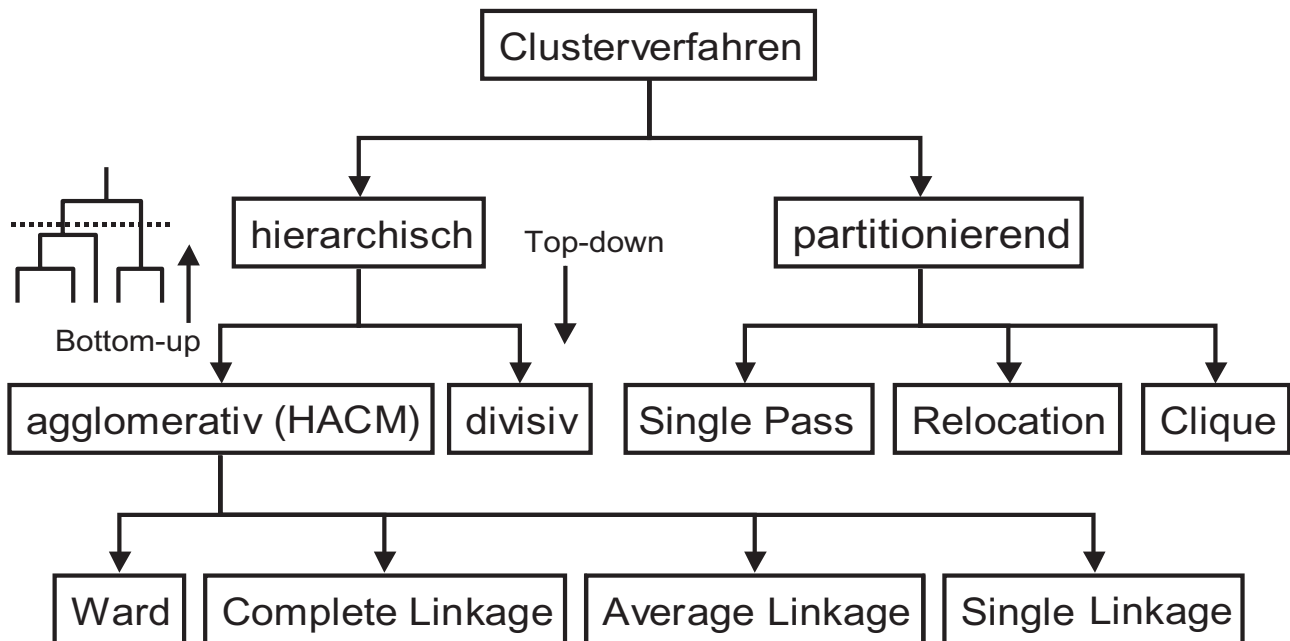 Clusterverfahren
hierarchisch
partitionierend
Top-down
Bottom-up
agglomerativ (HACM)
divisiv
Single Pass
Relocation
Clique
Ward
Complete Linkage
Average Linkage
Single Linkage